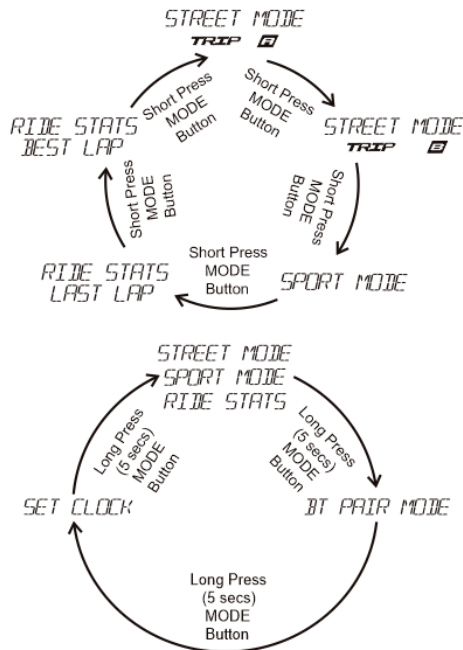 STREET MODE
TRIP A
Short Press
MODE
Button
Short Press
MODE
Button
RIDE STATS
BEST LAP
STREET MODE
TRIP B
Short Press
MODE
Button
Short Press
MODE
Button
Short Press
MODE
Button
RIDE STATS
LAST LAP
SPORT MODE
STREET MODE
SPORT MODE
RIDE STATS
Long Press
(5 secs)
MODE
Button
Long Press
(5 secs)
MODE
Button
SET CLOCK
BT PAIR MODE
Long Press
(5 secs)
MODE
Button